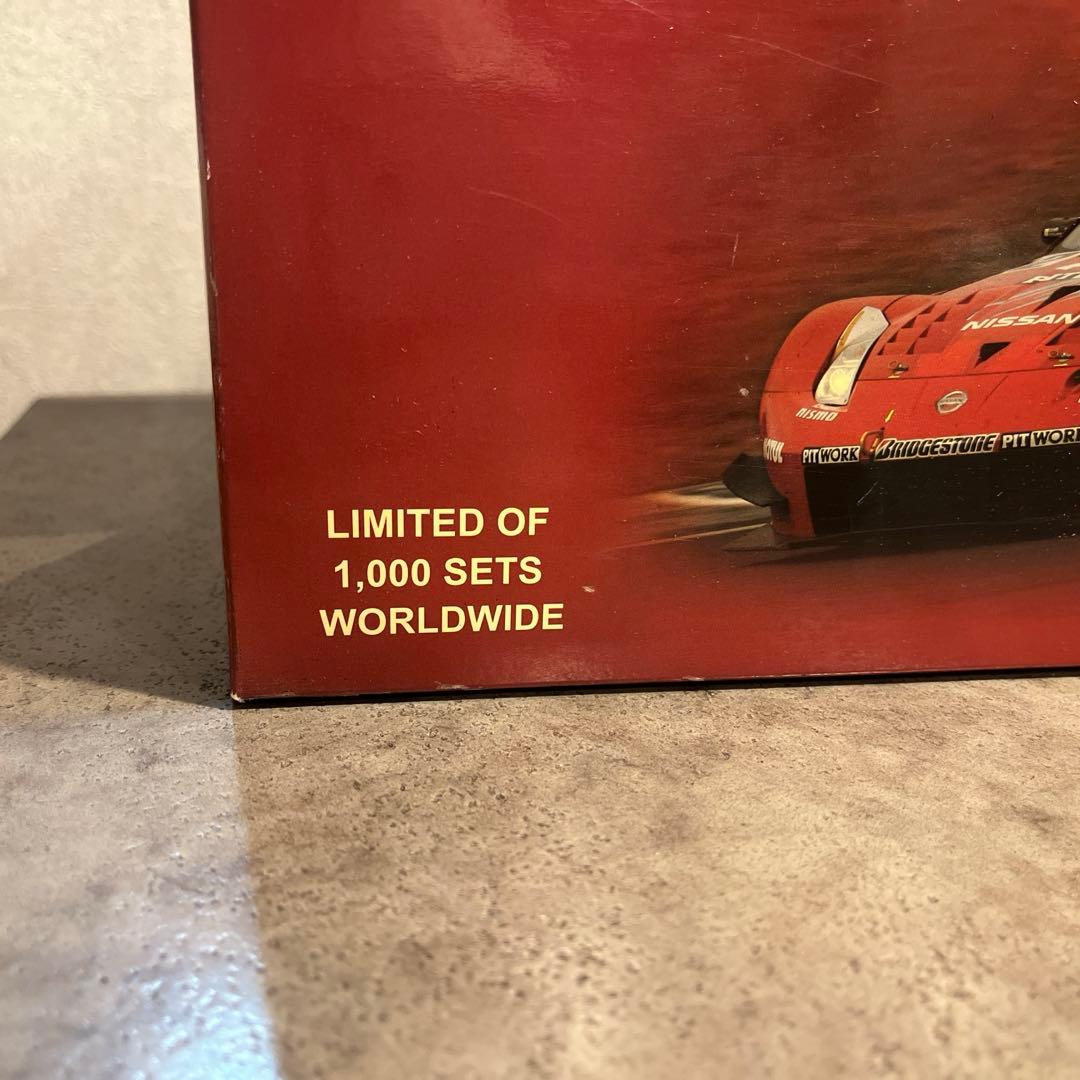 NISSAN
NISMO
PITWORK BRIDGESTONE PITWORK
LIMITED OF
1,000 SETS
WORLDWIDE